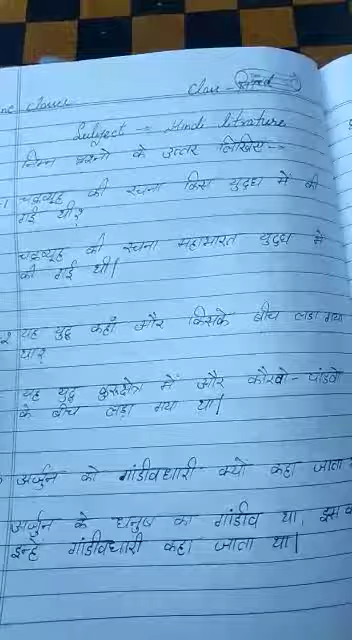 Class - Third
Subject → Hindi literature
निम्न प्रश्नो के उत्तर लिखिए -
चक्रव्यूह की रचना किस युद्ध में की
गई थी?
चक्रव्यूह की रचना महाभारत युद्ध में
की गई थी।
2 यह युद्ध कहाँ और किसके बीच लड़ा गया
था?
यह युद्ध कुरुक्षेत्र में और कौरवो - पांडवो
के बीच लड़ा गया था।
अर्जुन को गांडीवधारी क्यों कहा जाता
अर्जुन के धनुष का गांडीव था, इस
इन्हे गांडीवधारी कहा जाता था।